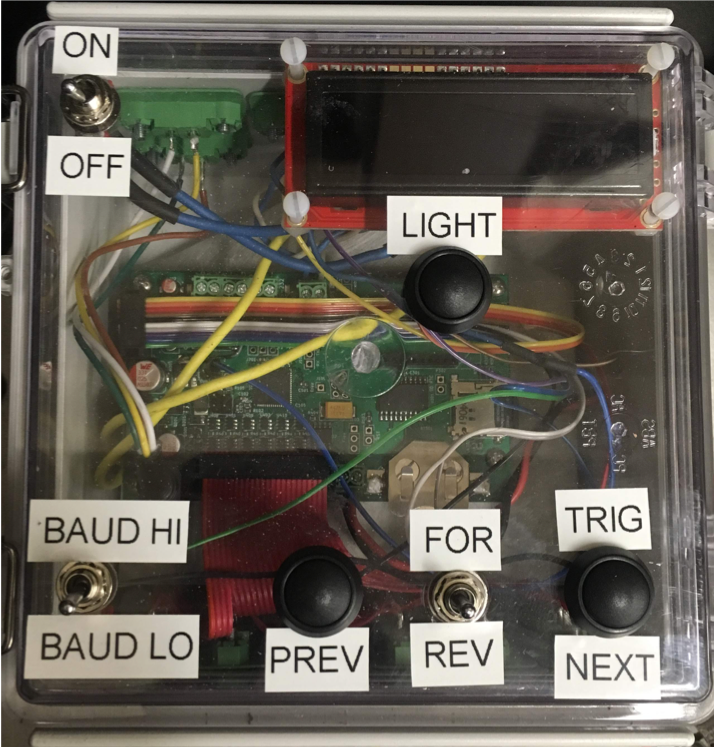 ON
OFF
LIGHT
BAUD HI
FOR
TRIG
BAUD LO
PREV
REV
NEXT